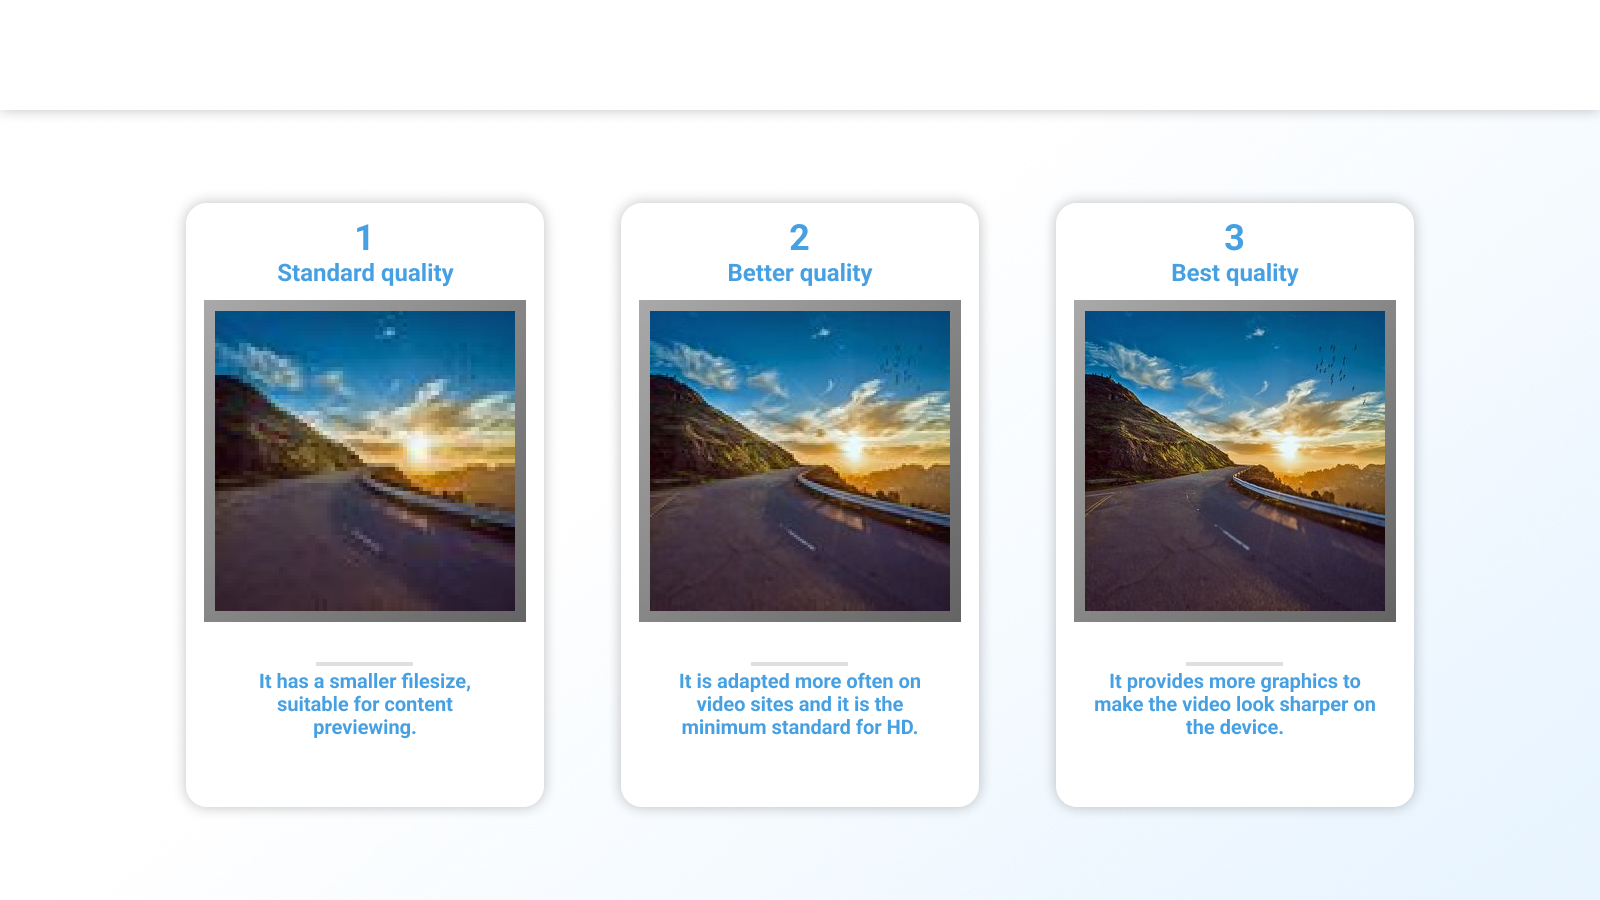 1
Standard quality
It has a smaller filesize,
suitable for content
previewing.
2
Better quality
It is adapted more often on
video sites and it is the
minimum standard for HD.
3
Best quality
It provides more graphics to
make the video look sharper on
the device.